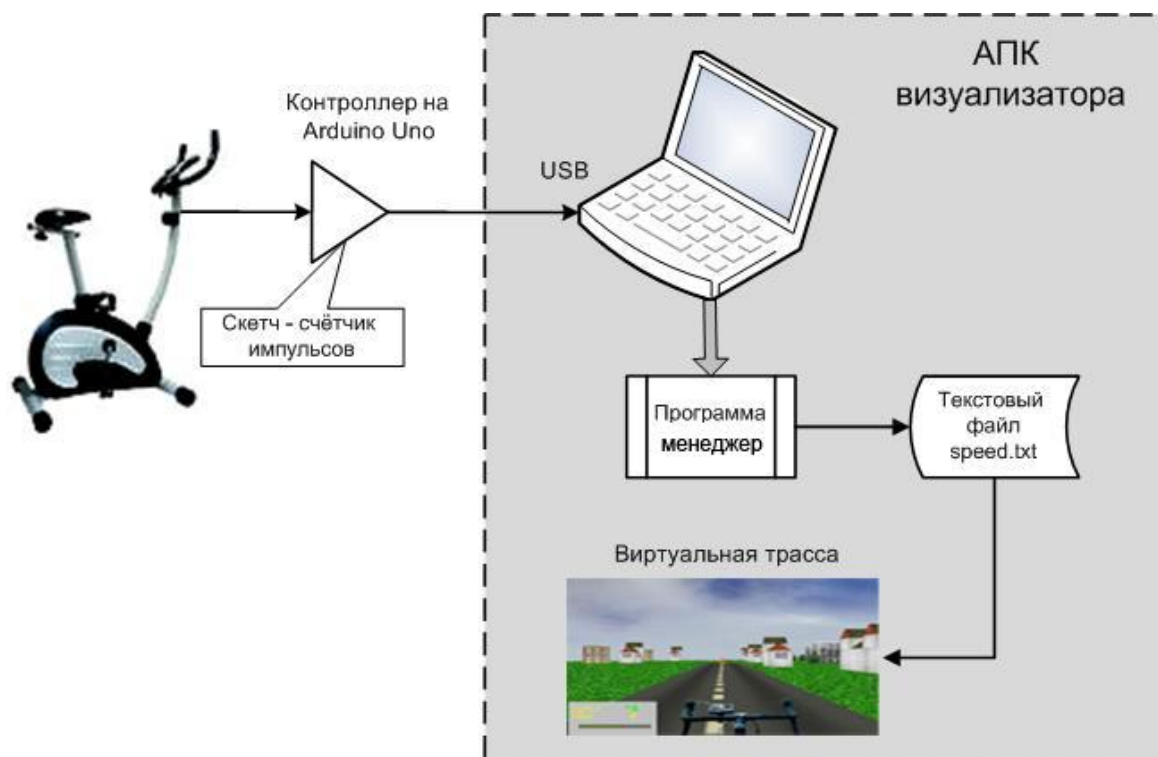 АПК
визуализатора
Контроллер на
Arduino Uno
USB
Скетч - счётчик
импульсов
Программа
менеджер
Текстовый
файл
speed.txt
Виртуальная трасса